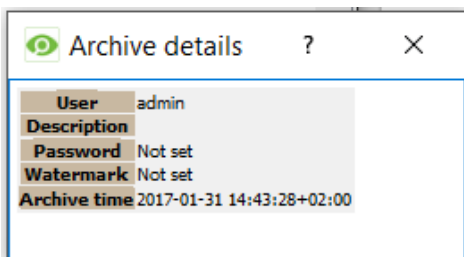 Archive details ?
User admin
Description
Password Not set
Watermark Not set
Archive time 2017-01-31 14:43:28+02:00